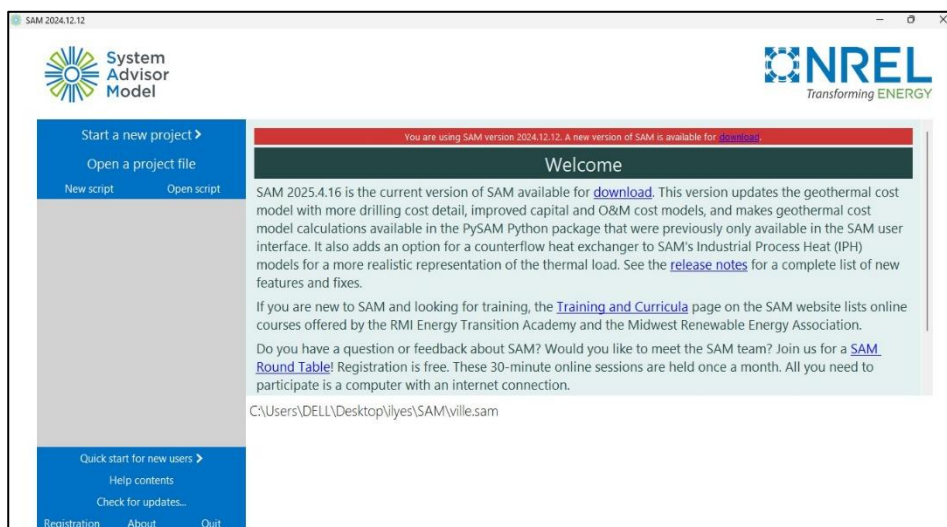 SAM 2024.12.12
System
Advisor
Model
NREL
Transforming ENERGY
Start a new project >
Open a project file
New script Open script
You are using SAM version 2024.12.12. A new version of SAM is available for download.
Welcome
SAM 2025.4.16 is the current version of SAM available for download. This version updates the geothermal cost
model with more drilling cost detail, improved capital and O&M cost models, and makes geothermal cost
model calculations available in the PySAM Python package that were previously only available in the SAM user
interface. It also adds an option for a counterflow heat exchanger to SAM's Industrial Process Heat (IPH)
models for a more realistic representation of the thermal load. See the release notes for a complete list of new
features and fixes.
If you are new to SAM and looking for training, the Training and Curricula page on the SAM website lists online
courses offered by the RMI Energy Transition Academy and the Midwest Renewable Energy Association.
Do you have a question or feedback about SAM? Would you like to meet the SAM team? Join us for a SAM
Round Table! Registration is free. These 30-minute online sessions are held once a month. All you need to
participate is a computer with an internet connection.
C:\Users\DELL\Desktop\ilyes\SAM\ville.sam
Quick start for new users >
Help contents
Check for updates...
Registration About Quit